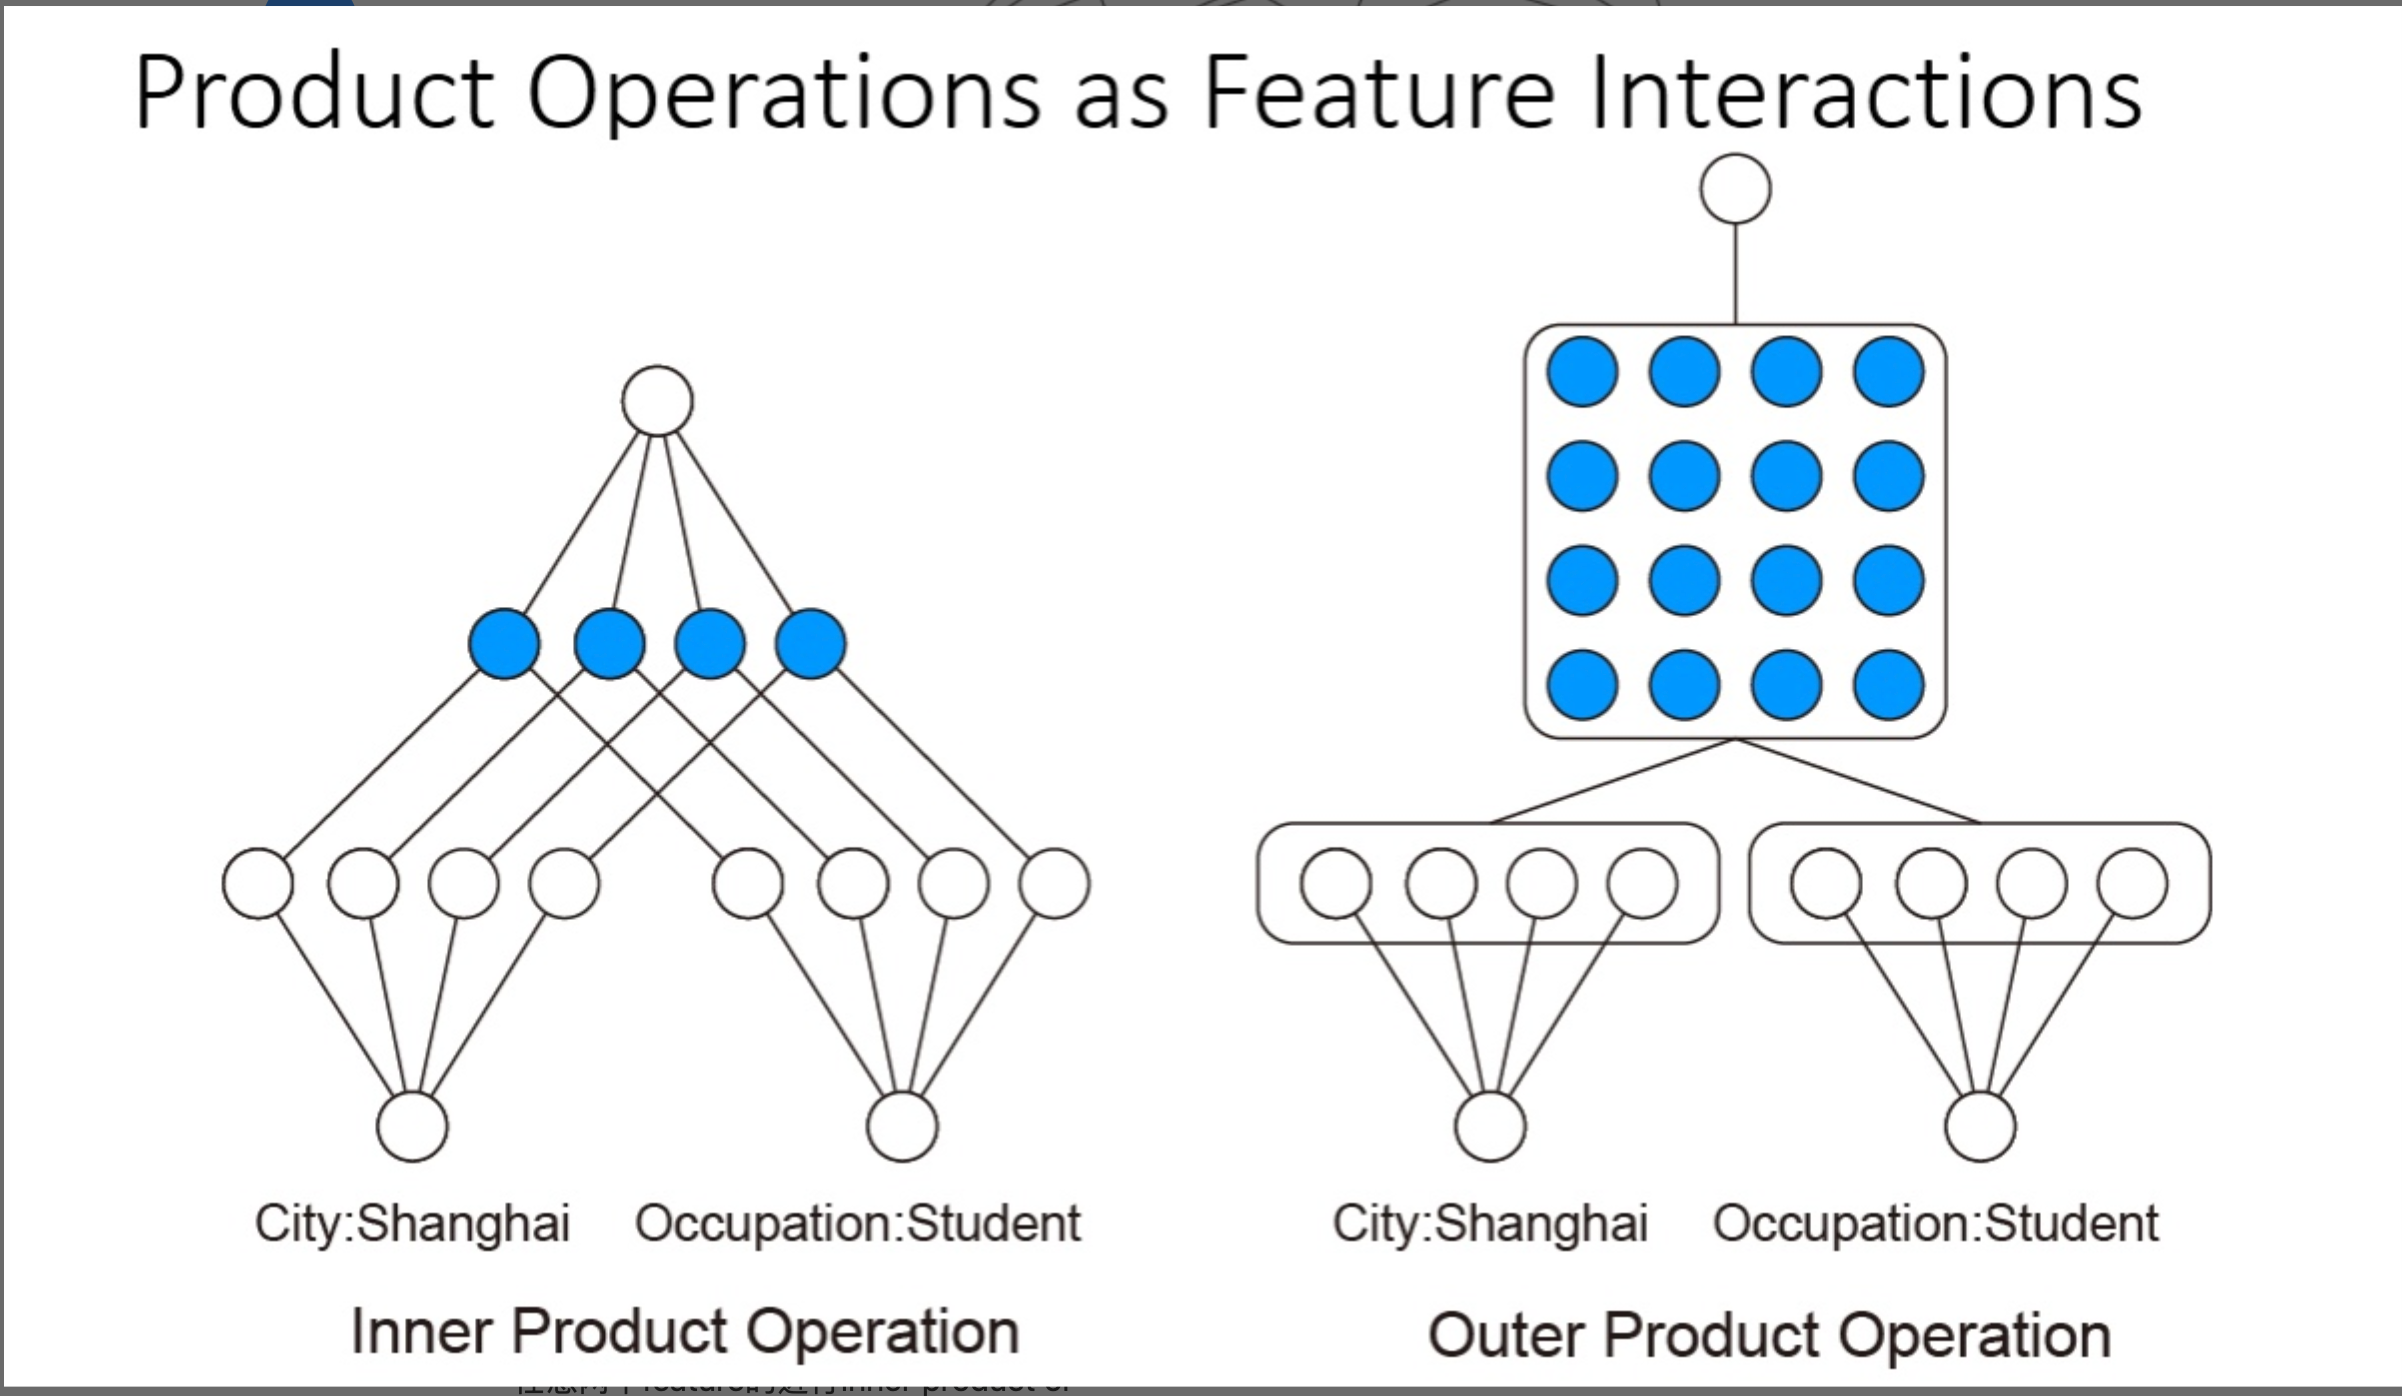 Product Operations as Feature Interactions
City:Shanghai Occupation:Student
Inner Product Operation
City:Shanghai Occupation:Student
Outer Product Operation